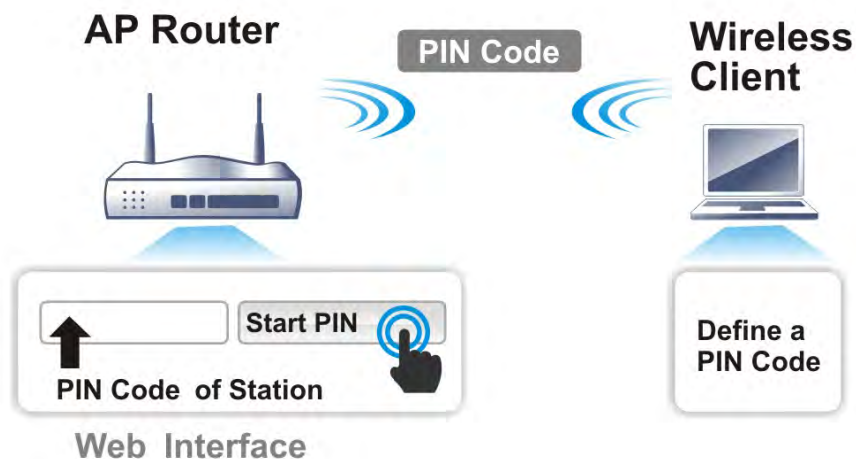 AP Router
PIN Code
Wireless
Client
Start PIN
PIN Code of Station
Web Interface
Define a
PIN Code